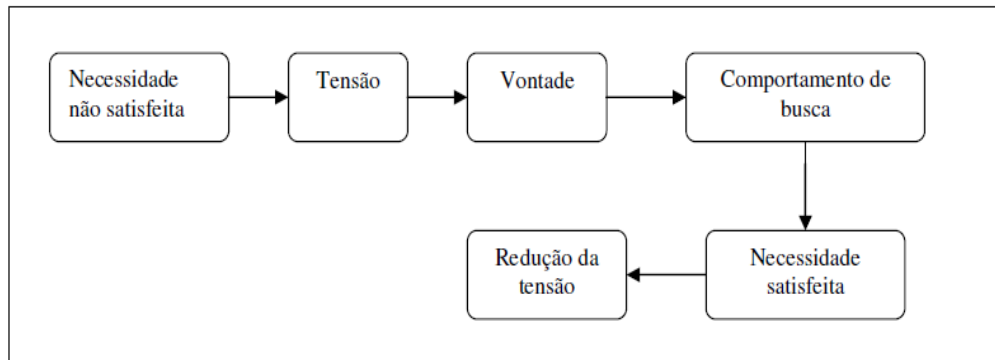 Necessidade
não satisfeita
Tensão
Vontade
Comportamento de
busca
Necessidade
satisfeita
Redução da
tensão